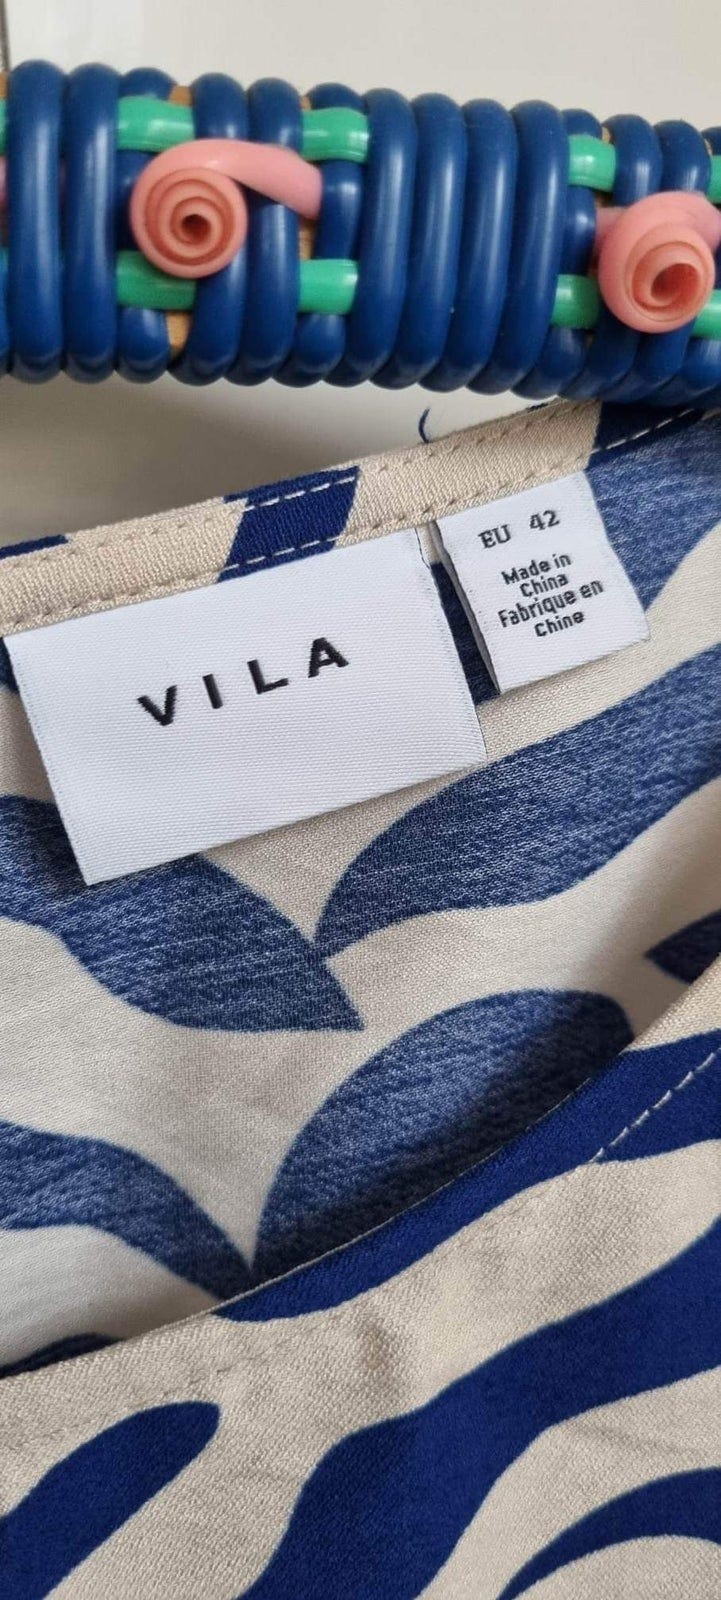 VILA
EU 42
Made in
China
Fabrique en
Chine